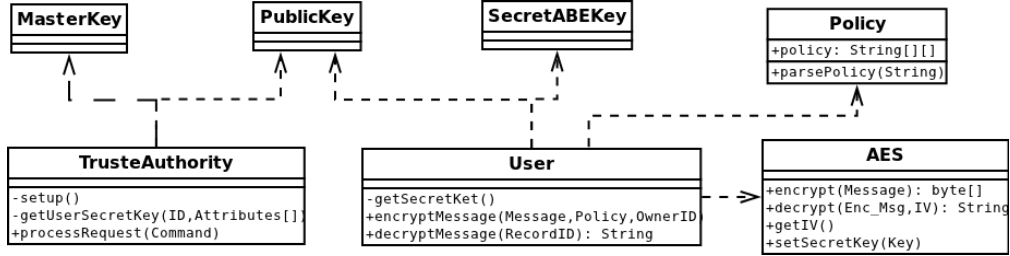 MasterKey
PublicKey
SecretABEKey
Policy
+policy: String[][]
+parsePolicy(String)
TrusteAuthority
-setup()
-getUserSecretKey(ID,Attributes[])
+processRequest(Command)
User
-getSecretKet()
+encryptMessage(Message,Policy,OwnerID)
+decryptMessage(RecordID): String
AES
+encrypt(Message): byte[]
+decrypt(Enc_Msg,IV): String
+getIV()
+setSecretKey(Key)